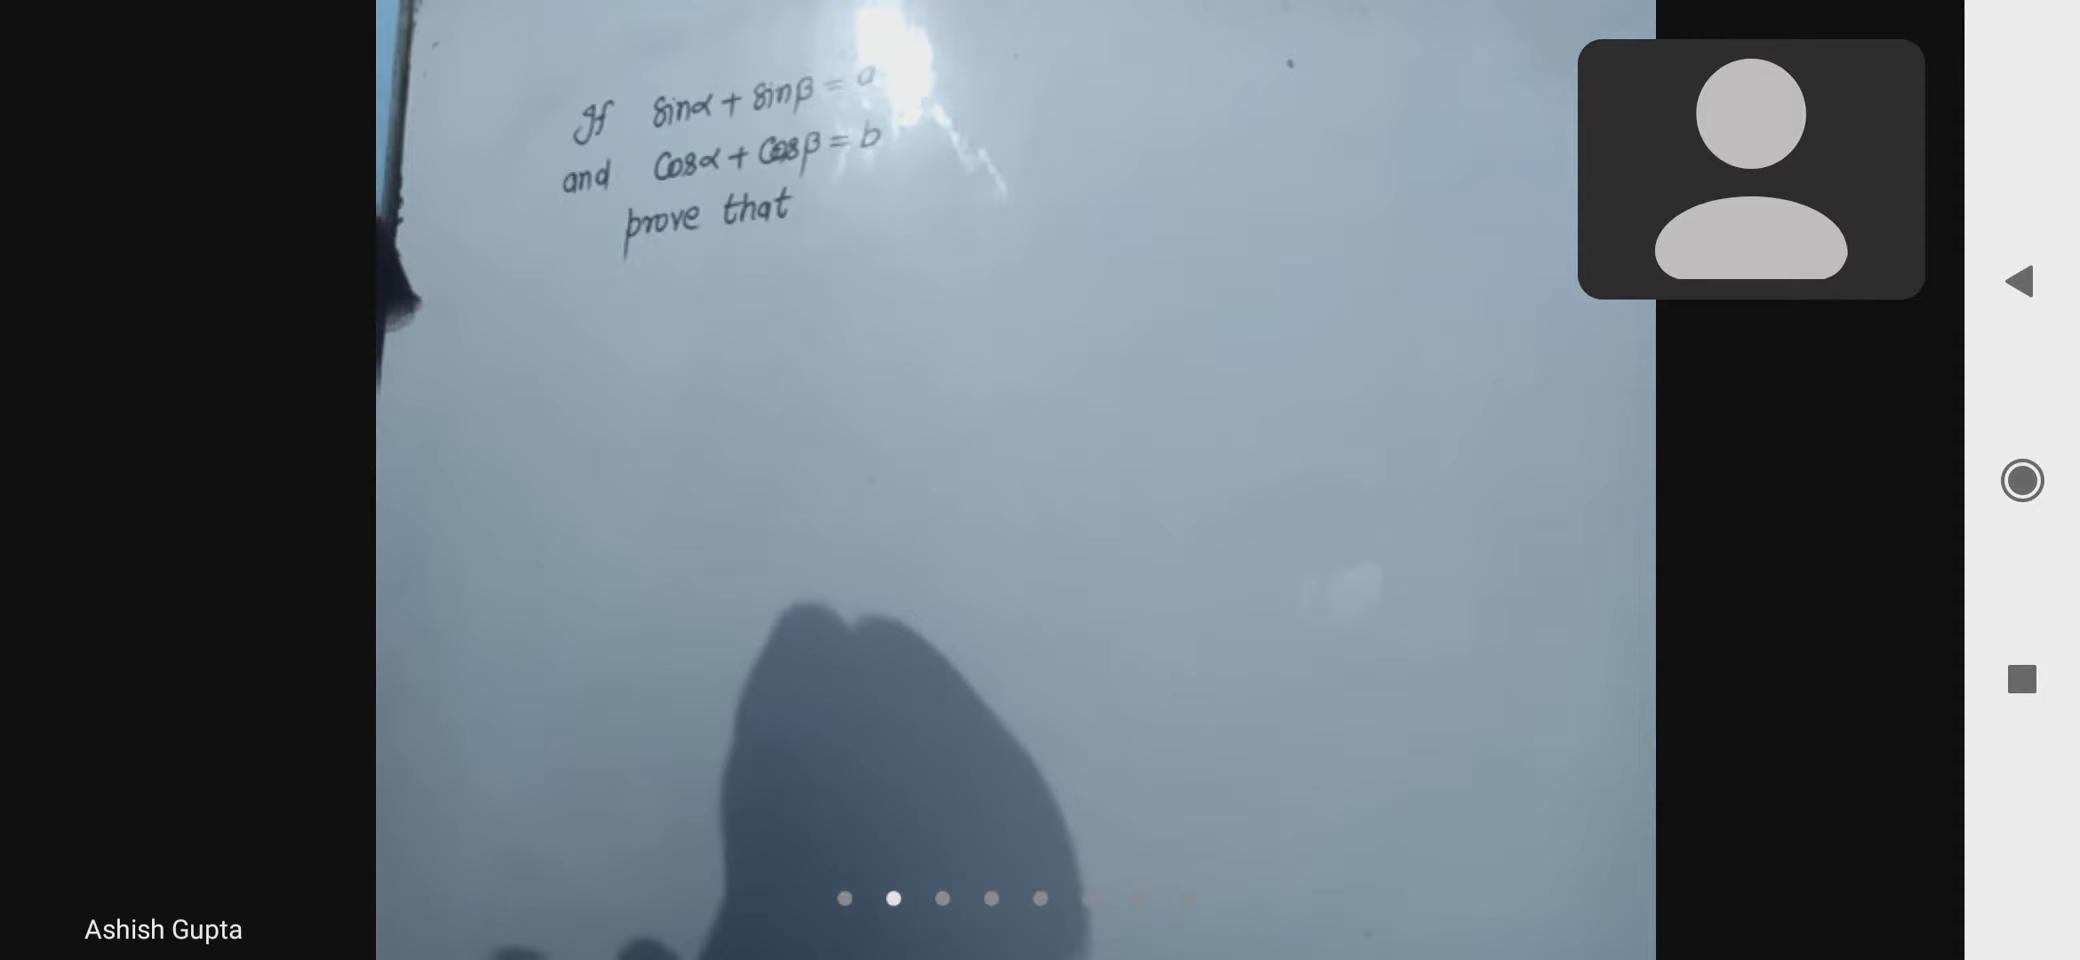 If sinα + sinβ = a
and Cosα + Cosβ = b
prove that
Ashish Gupta